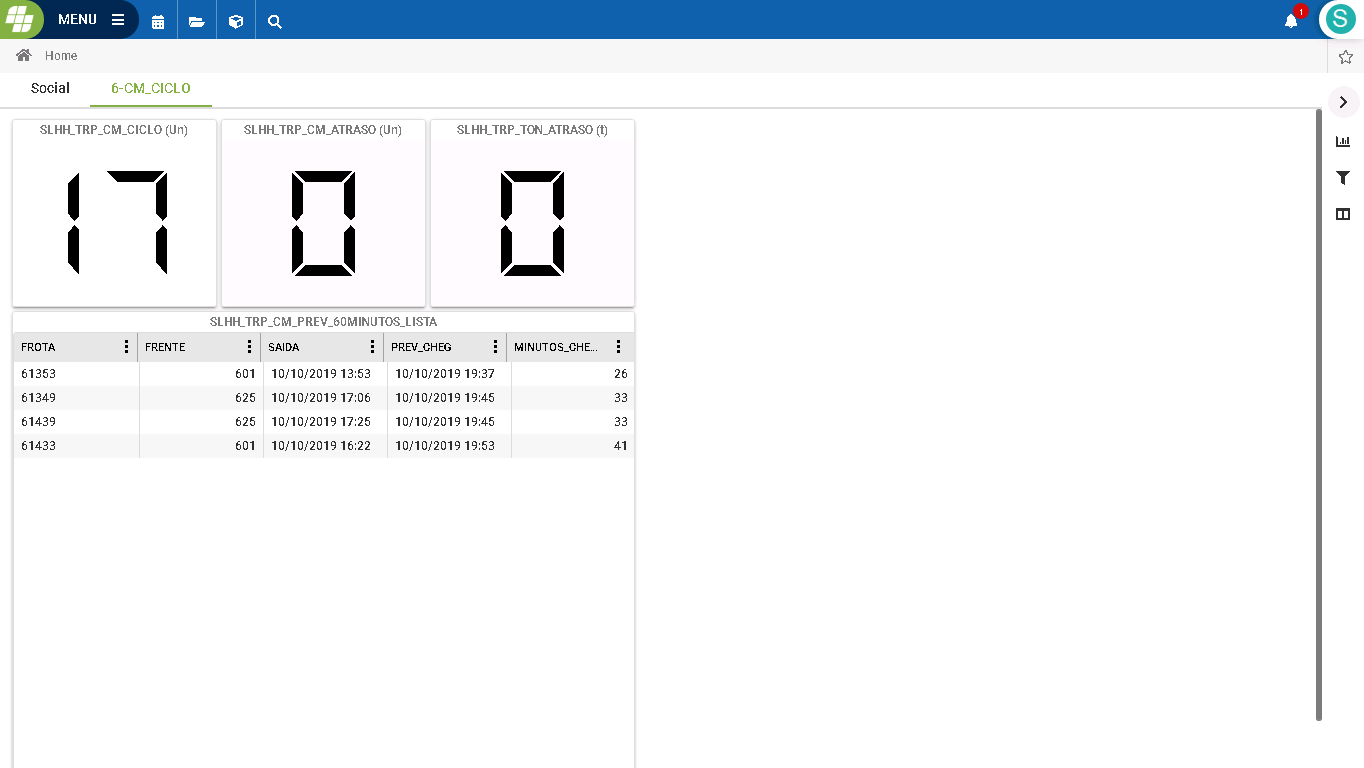 MENU
1
S
Home
Social 6-CM_CICLO
SLHH_TRP_CM_CICLO (Un) SLHH_TRP_CM_ATRASO (Un) SLHH_TRP_TON_ATRASO (t)
17 0 0
SLHH_TRP_CM_PREV_60MINUTOS_LISTA
FROTA FRENTE SAIDA PREV_CHEG MINUTOS_CHE...
61353 601 10/10/2019 13:53 10/10/2019 19:37 26
61349 625 10/10/2019 17:06 10/10/2019 19:45 33
61439 625 10/10/2019 17:25 10/10/2019 19:45 33
61433 601 10/10/2019 16:22 10/10/2019 19:53 41